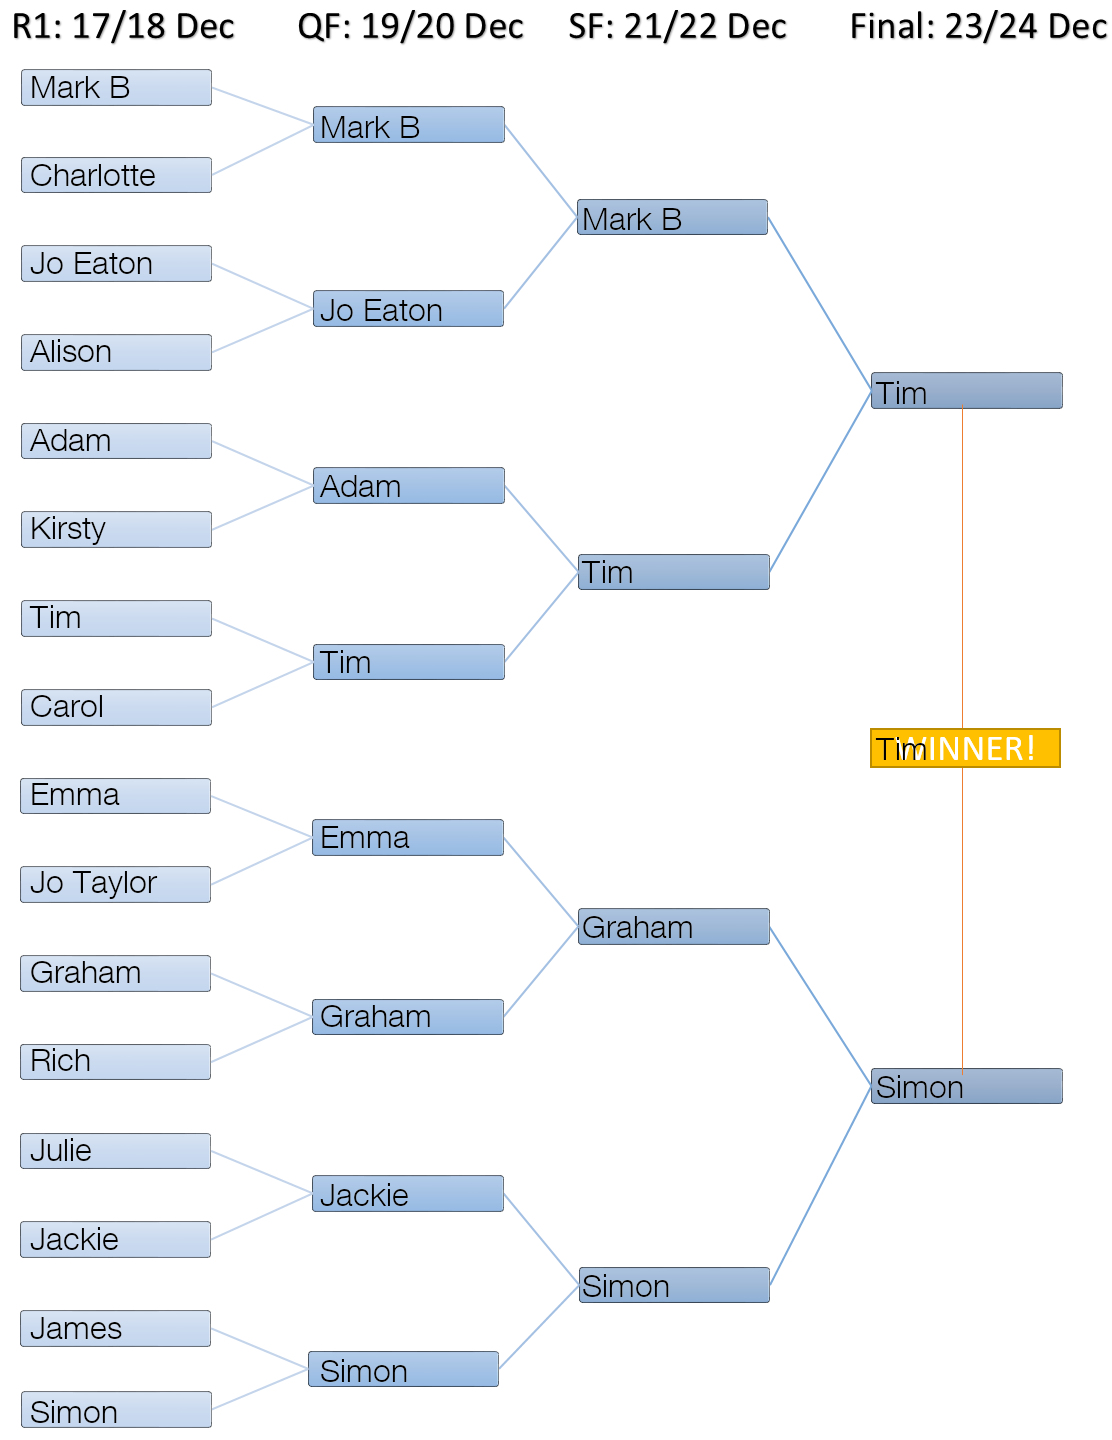 R1: 17/18 Dec
QF: 19/20 Dec
SF: 21/22 Dec
Final: 23/24 Dec
Mark B
Charlotte
Jo Eaton
Alison
Adam
Kirsty
Tim
Carol
Emma
Jo Taylor
Graham
Rich
Julie
Jackie
James
Simon
Mark B
Jo Eaton
Adam
Tim
Emma
Graham
Jackie
Simon
Mark B
Tim
Graham
Simon
Tim
Tim WINNER!
Simon